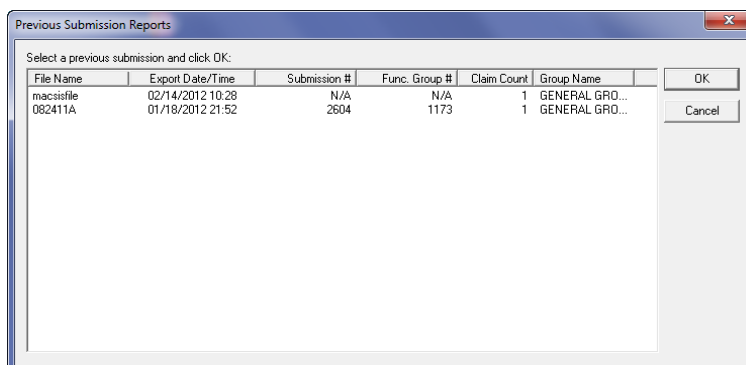 Previous Submission Reports
Select a previous submission and click OK:
File Name Export Date/Time Submission # Func. Group # Claim Count Group Name OK
macsisfile 02/14/2012 10:28 N/A N/A 1 GENERAL GRO...
082411A 01/18/2012 21:52 2604 1173 1 GENERAL GRO... Cancel